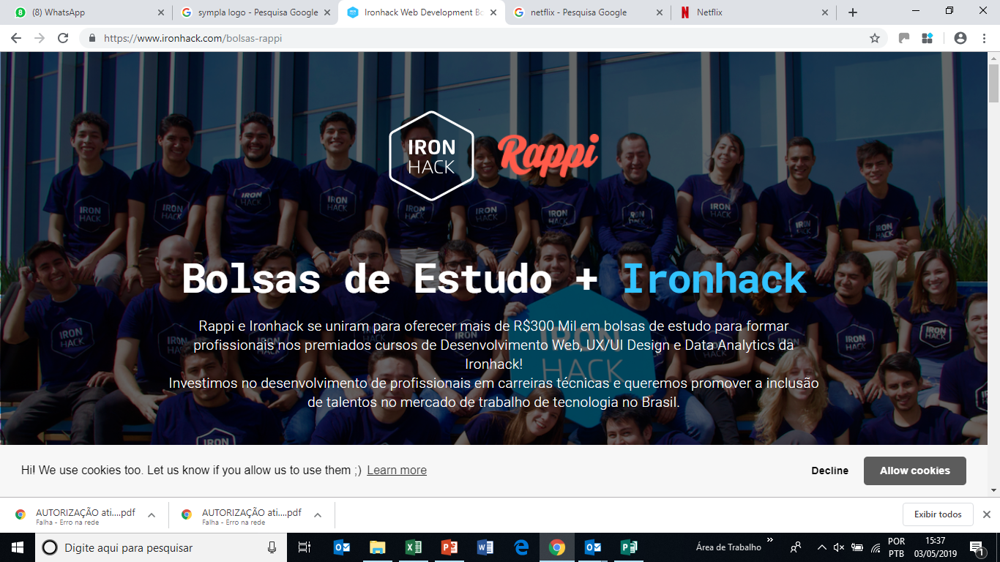 (8) WhatsApp
sympla logo - Pesquisa Google
Ironhack Web Development Bo
netflix - Pesquisa Google
Netflix
https://www.ironhack.com/bolsas-rappi
IRON
HACK
Rappi
IRON
HACK
Bolsas de Estudo + Ironhack
Rappi e Ironhack se uniram para oferecer mais de R$300 Mil em bolsas de estudo para formar
profissionais nos premiados cursos de Desenvolvimento Web, UX/UI Design e Data Analytics da
Ironhack!
Investimos no desenvolvimento de profissionais em carreiras técnicas e queremos promover a inclusão
de talentos no mercado de trabalho de tecnologia no Brasil.
IRON
HACK
Hi! We use cookies too. Let us know if you allow us to use them ;) Learn more
Decline
Allow cookies
AUTORIZAÇÃO ati....pdf
Falha - Erro na rede
AUTORIZAÇÃO ati....pdf
Falha - Erro na rede
Exibir todos
Digite aqui para pesquisar
Área de Trabalho
POR
PTB
15:37
03/05/2019
1